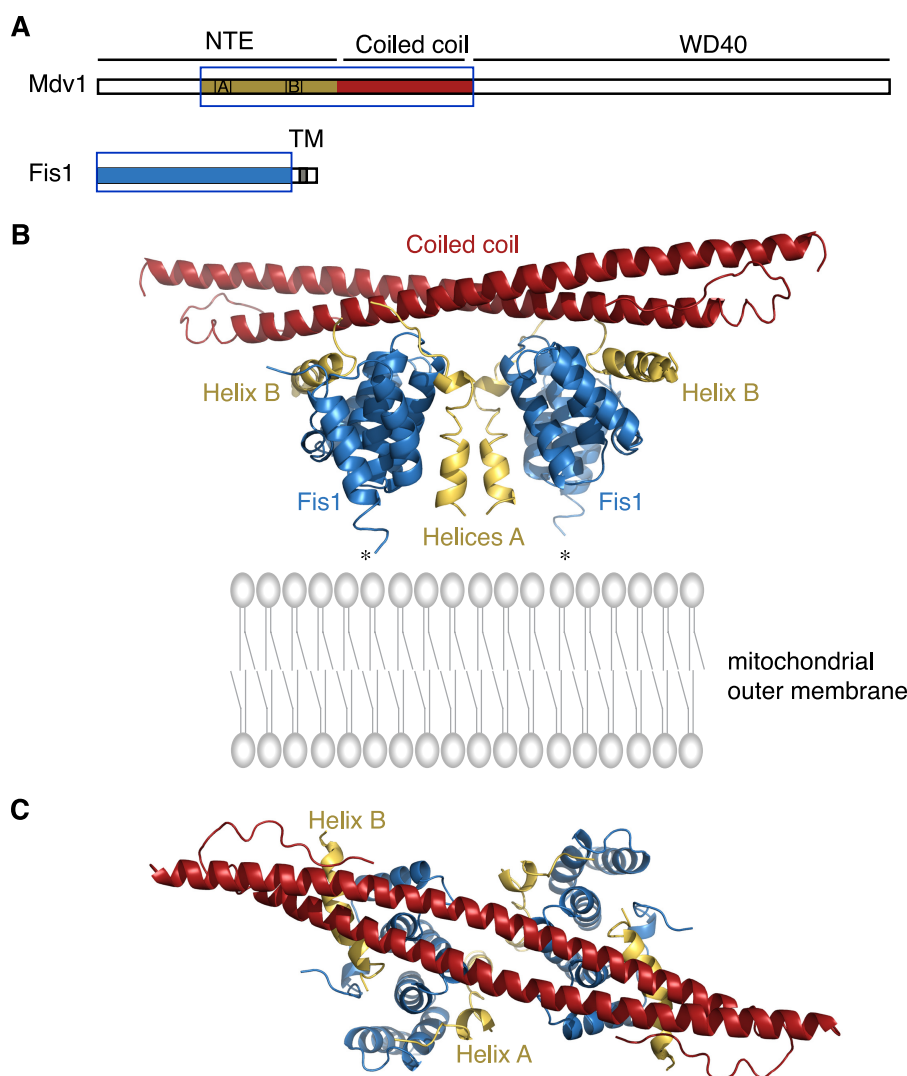 A
NTE Coiled coil WD40
Mdv1 A B
TM
Fis1
B
Coiled coil
Helix B Helix B
Fis1 Fis1
Helices A
* *
mitochondrial
outer membrane
C
Helix B
Helix A